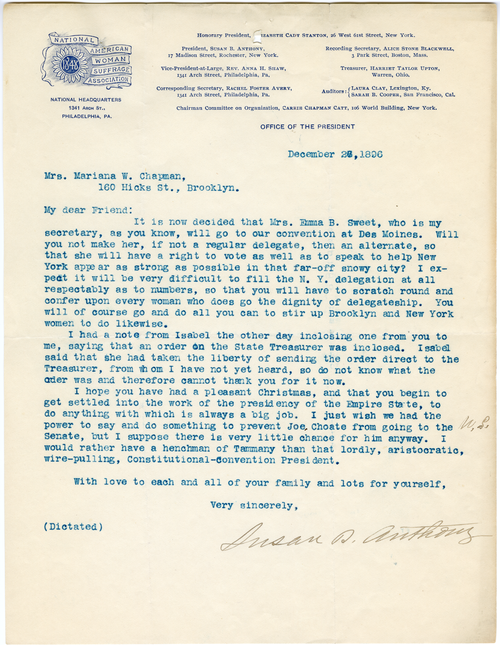 NATIONAL
AMERICAN
WOMAN
SUFFRAGE
ASSOCIATION
NATIONAL HEADQUARTERS
1341 ARCH ST.,
PHILADELPHIA, PA.
Honorary President, ELIZABETH CADY STANTON, 26 West 61st Street, New York.
President, SUSAN B. ANTHONY,
17 Madison Street, Rochester, New York.
Vice-President-at-Large, REV. ANNA H. SHAW,
1341 Arch Street, Philadelphia, Pa.
Corresponding Secretary, RACHEL FOSTER AVERY,
1341 Arch Street, Philadelphia, Pa.
Recording Secretary, ALICE STONE BLACKWELL,
3 Park Street, Boston, Mass.
Treasurer, HARRIET TAYLOR UPTON,
Warren, Ohio.
Auditors: LAURA CLAY, Lexington, Ky.
SARAH B. COOPER, San Francisco, Cal.
Chairman Committee on Organization, CARRIE CHAPMAN CATT, 106 World Building, New York.
OFFICE OF THE PRESIDENT
December 28, 1896
Mrs. Mariana W. Chapman,
160 Hicks St., Brooklyn.
My dear Friend:
It is now decided that Mrs. Emma B. Sweet, who is my
secretary, as you know, will go to our convention at Des Moines. Will
you not make her, if not a regular delegate, then an alternate, so
that she will have a right to vote as well as to speak to help New
York appear as strong as possible in that far-off snowy city? I ex-
pect it will be very difficult to fill the N. Y. delegation at all
respectably as to numbers, so that you will have to scratch round and
confer upon every woman who does go the dignity of delegateship. You
will of course go and do all you can to stir up Brooklyn and New York
women to do likewise.
I had a note from Isabel the other day inclosing one from you to
me, saying that an order on the State Treasurer was inclosed. Isabel
said that she had taken the liberty of sending the order direct to the
Treasurer, from whom I have not yet heard, so do not know what the
order was and therefore cannot thank you for it now.
I hope you have had a pleasant Christmas, and that you begin to
get settled into the work of the presidency of the Empire State, to
do anything with which is always a big job. I just wish we had the
power to say and do something to prevent Joe Choate from going to the U. S.
Senate, but I suppose there is very little chance for him anyway. I
would rather have a henchman of Tammany than that lordly, aristocratic,
wire-pulling, Constitutional-Convention President.
With love to each and all of your family and lots for yourself,
Very sincerely,
(Dictated)
Susan B. Anthony